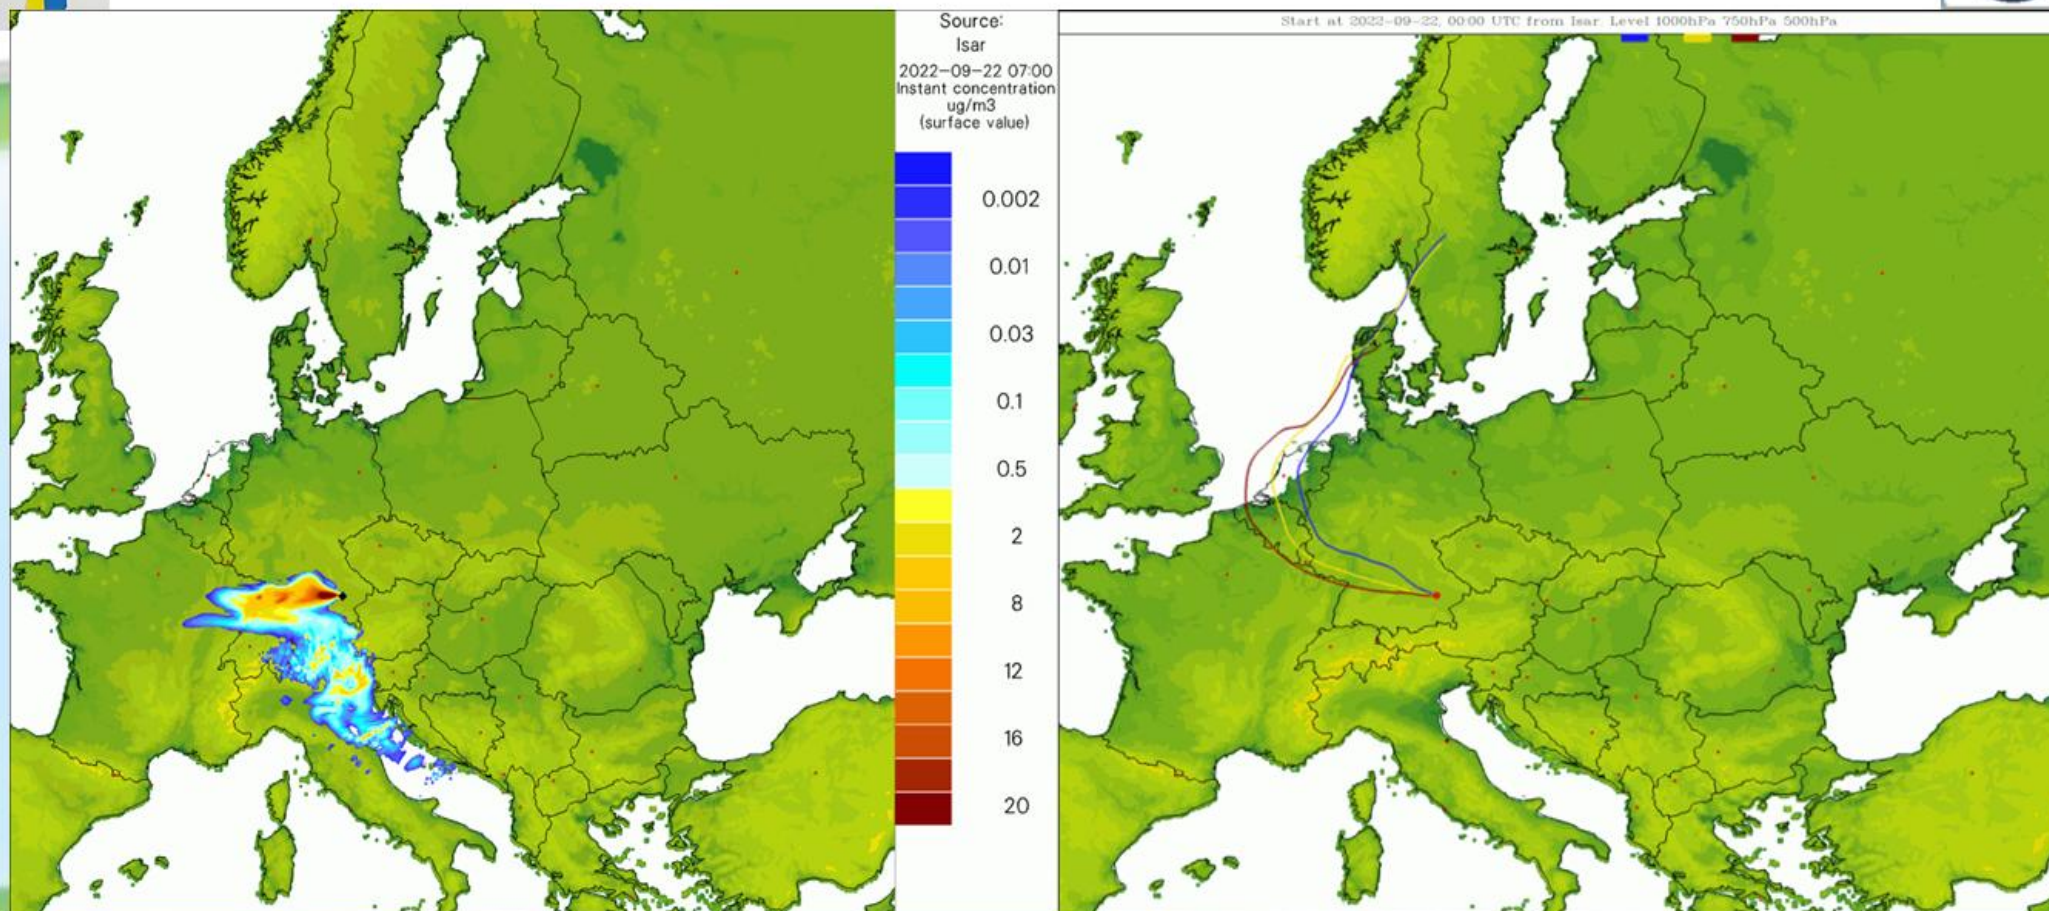 Source:
Isar
2022-09-22 07:00
Instant concentration
ug/m3
(surface value)
0.002
0.01
0.03
0.1
0.5
2
8
12
16
20
Start at 2022-09-22, 00:00 UTC from Isar. Level 1000hPa 750hPa 500hPa